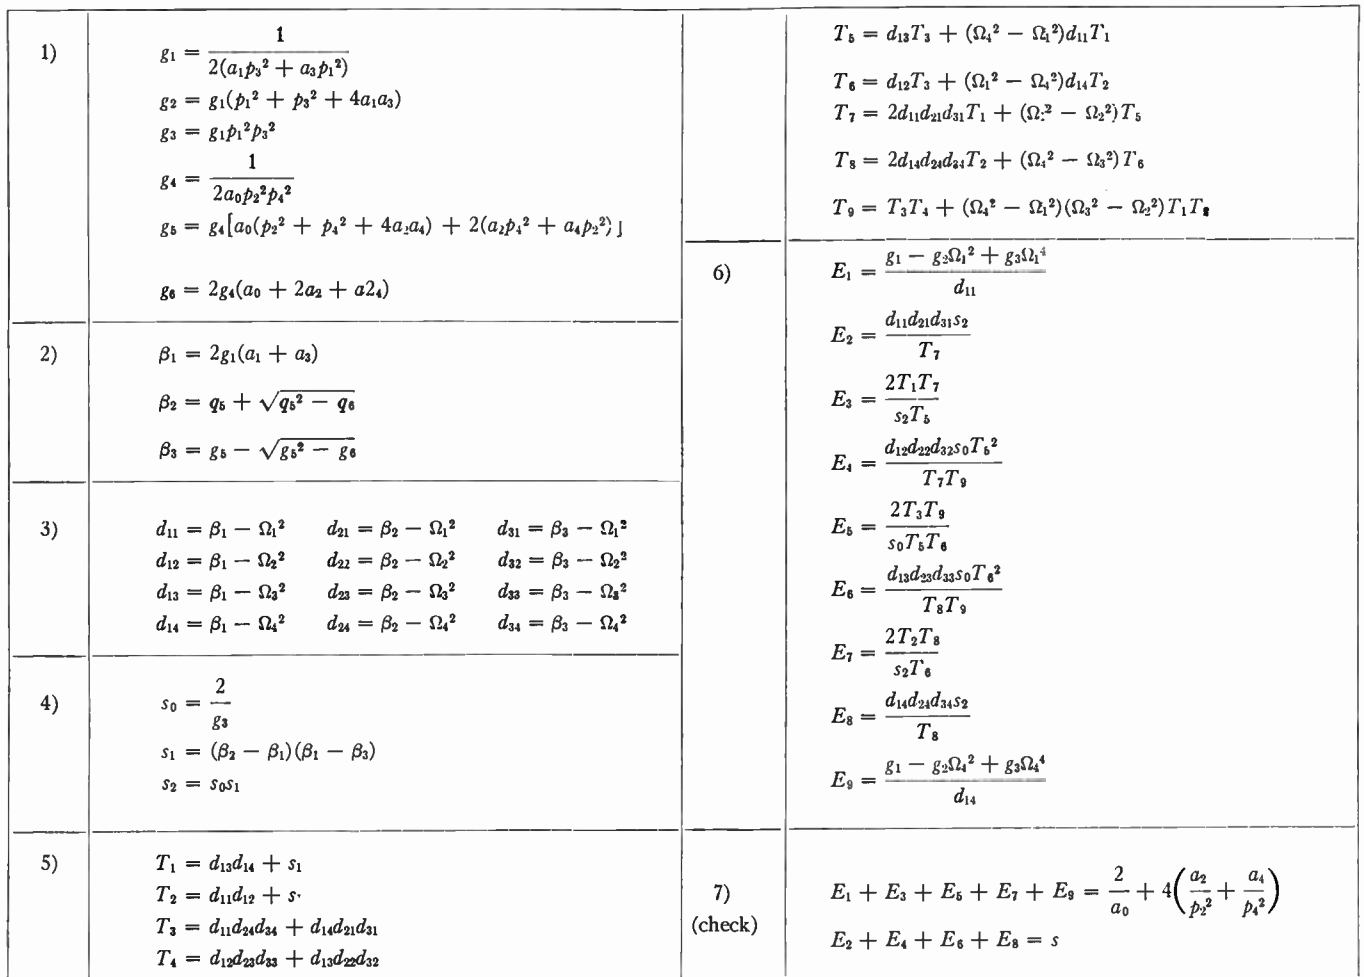 1)
g₁ = 1 / 2(a₁p₃² + a₃p₁²)
g₂ = g₁(p₁² + p₃² + 4a₁a₃)
g₃ = g₁p₁²p₃²
g₄ = 1 / 2a₀p₂²p₄²
g₅ = g₄[a₀(p₂² + p₄² + 4a₂a₄) + 2(a₂p₄² + a₄p₂²)]
g₆ = 2g₄(a₀ + 2a₂ + a2₄)
2)
β₁ = 2g₁(a₁ + a₃)
β₂ = q₅ + √(q₅² − q₆)
β₃ = g₅ − √(g₅² − g₆)
3)
d₁₁ = β₁ − Ω₁² d₂₁ = β₂ − Ω₁² d₃₁ = β₃ − Ω₁²
d₁₂ = β₁ − Ω₂² d₂₂ = β₂ − Ω₂² d₃₂ = β₃ − Ω₂²
d₁₃ = β₁ − Ω₃² d₂₃ = β₂ − Ω₃² d₃₃ = β₃ − Ω₃²
d₁₄ = β₁ − Ω₄² d₂₄ = β₂ − Ω₄² d₃₄ = β₃ − Ω₄²
4)
s₀ = 2 / g₃
s₁ = (β₂ − β₁)(β₁ − β₃)
s₂ = s₀s₁
5)
T₁ = d₁₃d₁₄ + s₁
T₂ = d₁₁d₁₂ + s
T₃ = d₁₁d₂₄d₃₄ + d₁₄d₂₁d₃₁
T₄ = d₁₂d₂₃d₃₃ + d₁₃d₂₂d₃₂
T₅ = d₁₃T₃ + (Ω₄² − Ω₁²)d₁₁T₁
T₆ = d₁₂T₃ + (Ω₁² − Ω₄²)d₁₄T₂
T₇ = 2d₁₁d₂₁d₃₁T₁ + (Ω² − Ω₂²)T₅
T₈ = 2d₁₄d₂₄d₃₄T₂ + (Ω₄² − Ω₃²)T₆
T₉ = T₃T₄ + (Ω₄² − Ω₁²)(Ω₃² − Ω₂²)T₁T₂
6)
E₁ = (g₁ − g₂Ω₁² + g₃Ω₁⁴) / d₁₁
E₂ = d₁₁d₂₁d₃₁s₂ / T₇
E₃ = 2T₁T₇ / s₂T₅
E₄ = d₁₂d₂₂d₃₂s₀T₅² / T₇T₉
E₅ = 2T₃T₉ / s₀T₅T₆
E₆ = d₁₃d₂₃d₃₃s₀T₆² / T₈T₉
E₇ = 2T₂T₈ / s₂T₆
E₈ = d₁₄d₂₄d₃₄s₂ / T₈
E₉ = (g₁ − g₂Ω₄² + g₃Ω₄⁴) / d₁₄
7)
(check)
E₁ + E₃ + E₅ + E₇ + E₉ = 2/a₀ + 4(a₂/p₂² + a₄/p₄²)
E₂ + E₄ + E₆ + E₈ = s